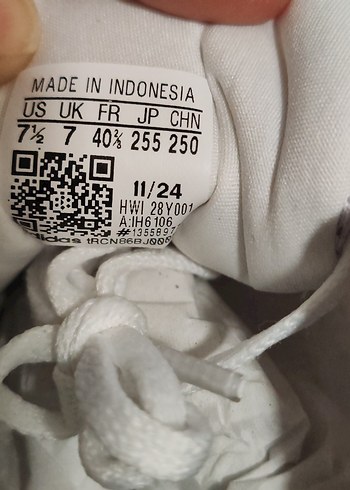 MADE IN INDONESIA
US UK FR JP CHN
7½ 7 40⅔ 255 250
11/24
HWI 28Y001
A:IH6106
adidas